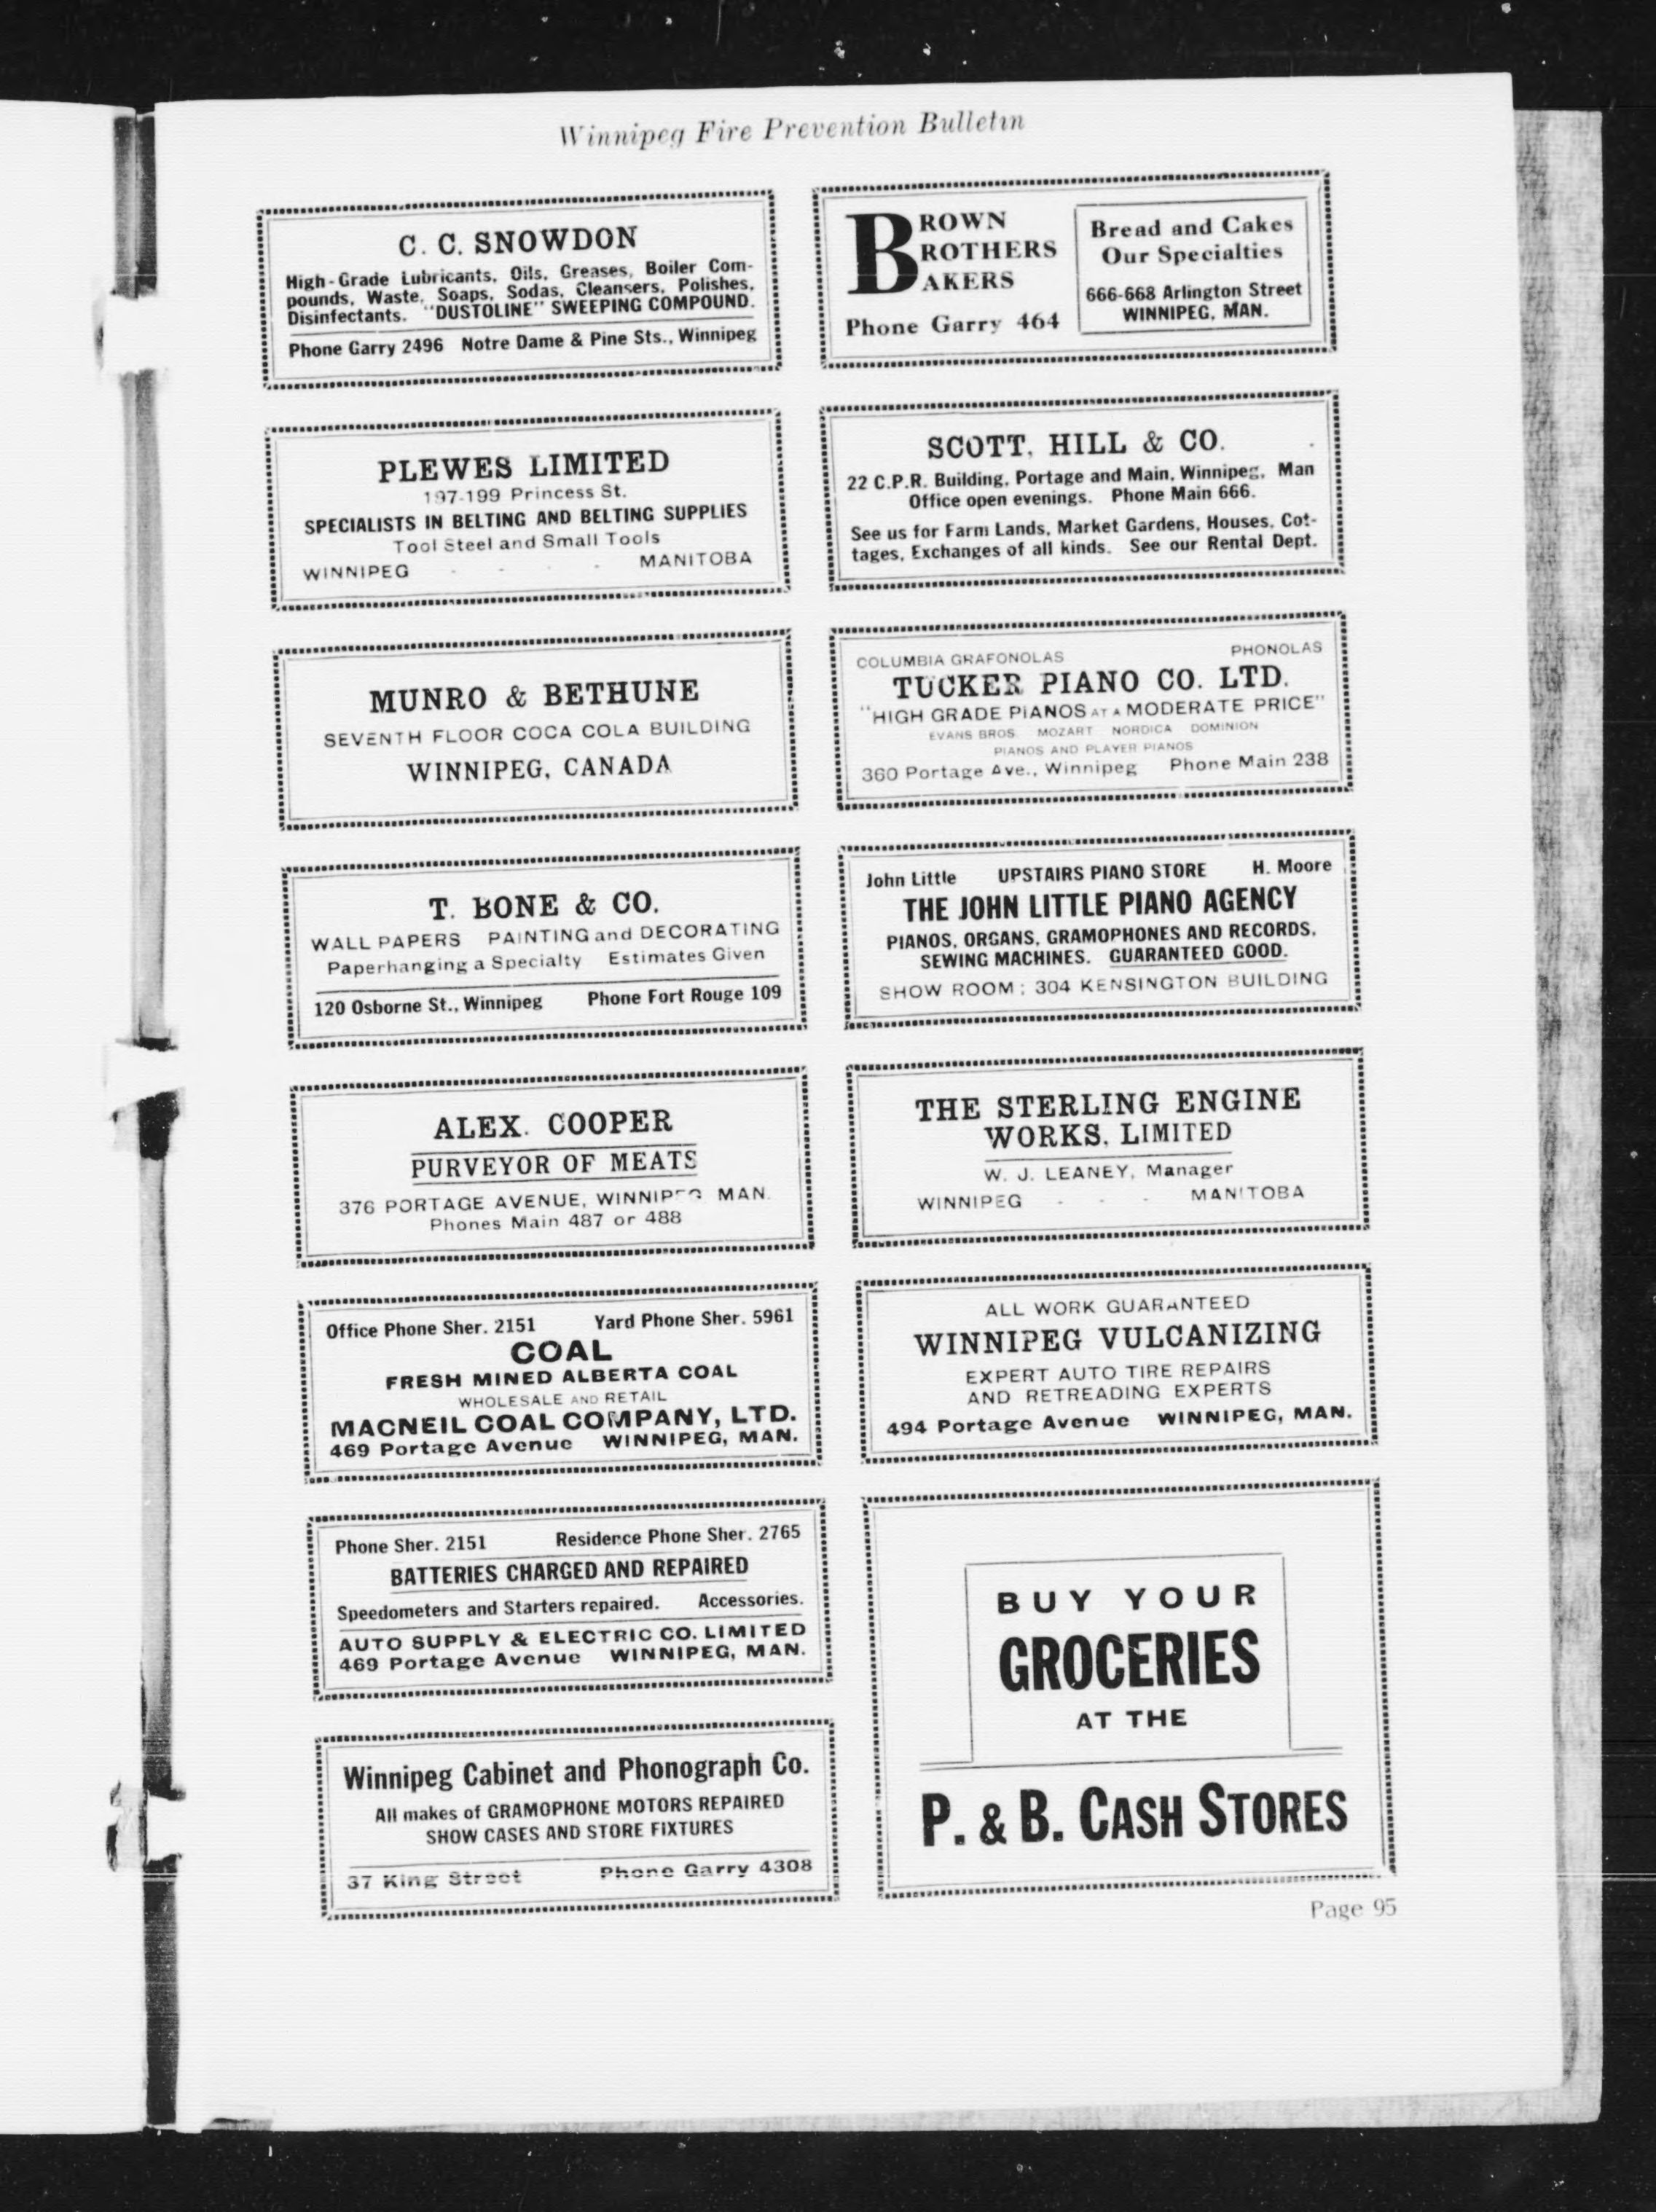 Winnipeg Fire Prevention Bulletin
C. C. SNOWDON
High-Grade Lubricants, Oils, Greases, Boiler Com-
pounds, Waste, Soaps, Sodas, Cleansers, Polishes,
Disinfectants. "DUSTOLINE" SWEEPING COMPOUND.
Phone Garry 2496 Notre Dame & Pine Sts., Winnipeg
PLEWES LIMITED
197-199 Princess St.
SPECIALISTS IN BELTING AND BELTING SUPPLIES
Tool Steel and Small Tools
WINNIPEG - - - - MANITOBA
MUNRO & BETHUNE
SEVENTH FLOOR COCA COLA BUILDING
WINNIPEG, CANADA
T. BONE & CO.
WALL PAPERS PAINTING and DECORATING
Paperhanging a Specialty Estimates Given
120 Osborne St., Winnipeg Phone Fort Rouge 109
ALEX. COOPER
PURVEYOR OF MEATS
376 PORTAGE AVENUE, WINNIPEG MAN.
Phones Main 487 or 488
Office Phone Sher. 2151 Yard Phone Sher. 5961
COAL
FRESH MINED ALBERTA COAL
WHOLESALE AND RETAIL
MACNEIL COAL COMPANY, LTD.
469 Portage Avenue WINNIPEG, MAN.
Phone Sher. 2151 Residence Phone Sher. 2765
BATTERIES CHARGED AND REPAIRED
Speedometers and Starters repaired. Accessories.
AUTO SUPPLY & ELECTRIC CO. LIMITED
469 Portage Avenue WINNIPEG, MAN.
Winnipeg Cabinet and Phonograph Co.
All makes of GRAMOPHONE MOTORS REPAIRED
SHOW CASES AND STORE FIXTURES
37 King Street Phone Garry 4308
BROWN
BROTHERS
BAKERS
Phone Garry 464
Bread and Cakes
Our Specialties
666-668 Arlington Street
WINNIPEG, MAN.
SCOTT, HILL & CO.
22 C.P.R. Building, Portage and Main, Winnipeg, Man
Office open evenings. Phone Main 666.
See us for Farm Lands, Market Gardens, Houses, Cot-
tages, Exchanges of all kinds. See our Rental Dept.
COLUMBIA GRAFONOLAS PHONOLAS
TUCKER PIANO CO. LTD.
"HIGH GRADE PIANOS AT A MODERATE PRICE"
EVANS BROS. MOZART NORDICA DOMINION
PIANOS AND PLAYER PIANOS
360 Portage Ave., Winnipeg Phone Main 238
John Little UPSTAIRS PIANO STORE H. Moore
THE JOHN LITTLE PIANO AGENCY
PIANOS, ORGANS, GRAMOPHONES AND RECORDS,
SEWING MACHINES. GUARANTEED GOOD.
SHOW ROOM: 304 KENSINGTON BUILDING
THE STERLING ENGINE
WORKS, LIMITED
W. J. LEANEY, Manager
WINNIPEG - - - MANITOBA
ALL WORK GUARANTEED
WINNIPEG VULCANIZING
EXPERT AUTO TIRE REPAIRS
AND RETREADING EXPERTS
494 Portage Avenue WINNIPEG, MAN.
BUY YOUR
GROCERIES
AT THE
P. & B. CASH STORES
Page 95